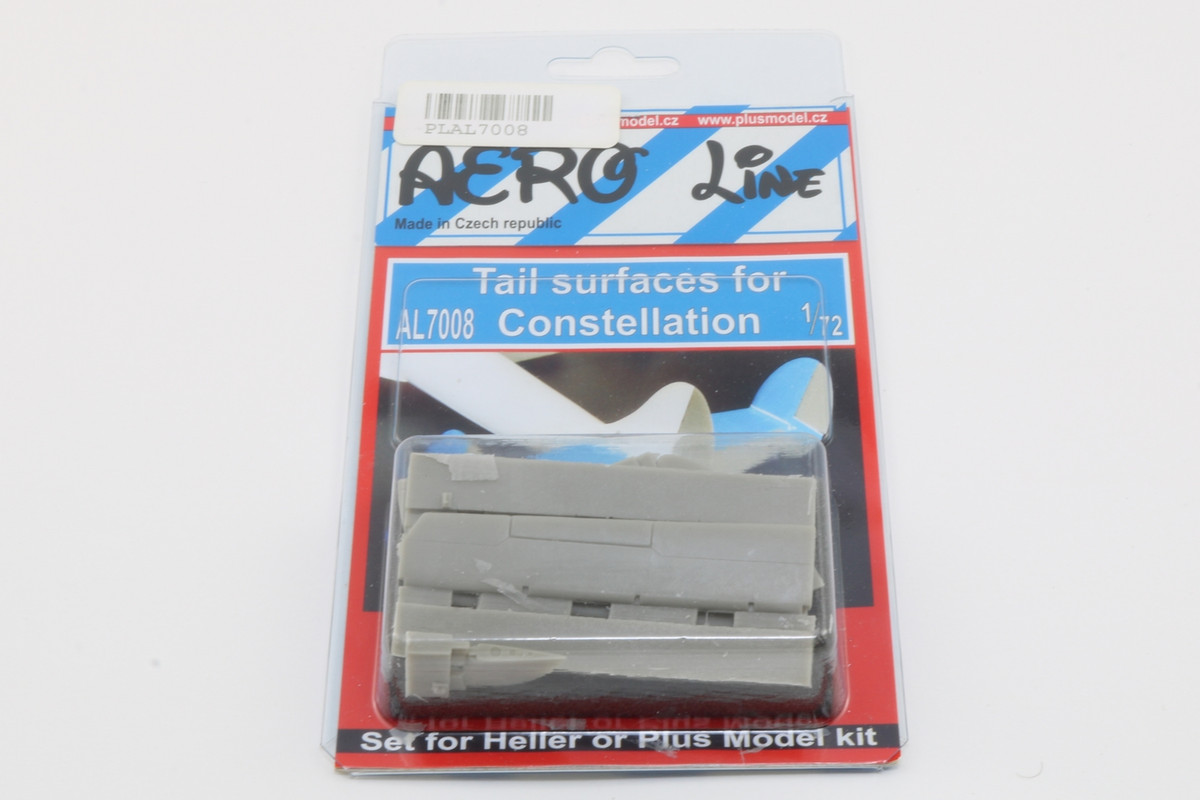 PLAL7008
model.cz www.plusmodel.cz
AERO LINE
Made in Czech republic
Tail surfaces for
AL7008 Constellation 1/72
Set for Heller or Plus Model kit